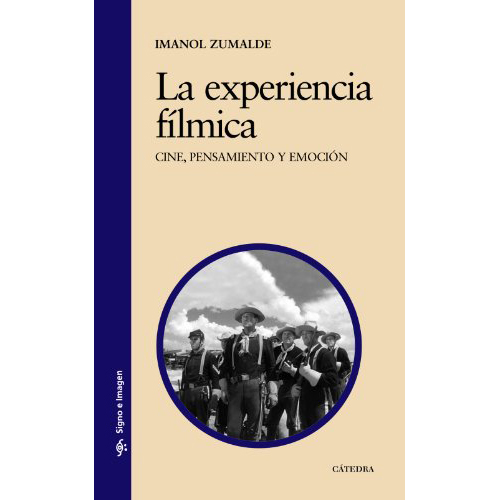 IMANOL ZUMALDE
La experiencia
fílmica
CINE, PENSAMIENTO Y EMOCIÓN
Signo e Imagen
CÁTEDRA